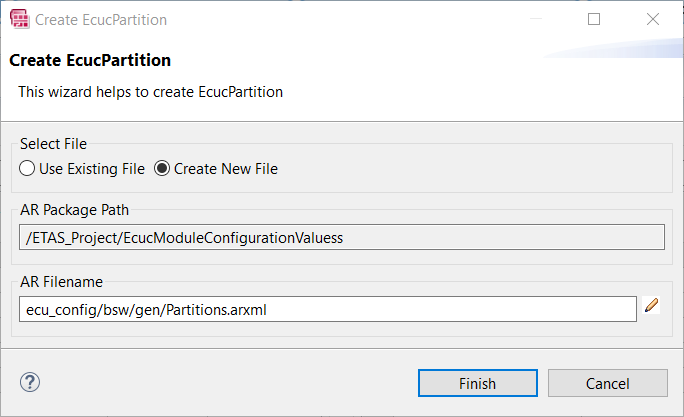 Create EcucPartition
Create EcucPartition
This wizard helps to create EcucPartition
Select File
Use Existing File Create New File
AR Package Path
/ETAS_Project/EcucModuleConfigurationValuess
AR Filename
ecu_config/bsw/gen/Partitions.arxml
? Finish Cancel